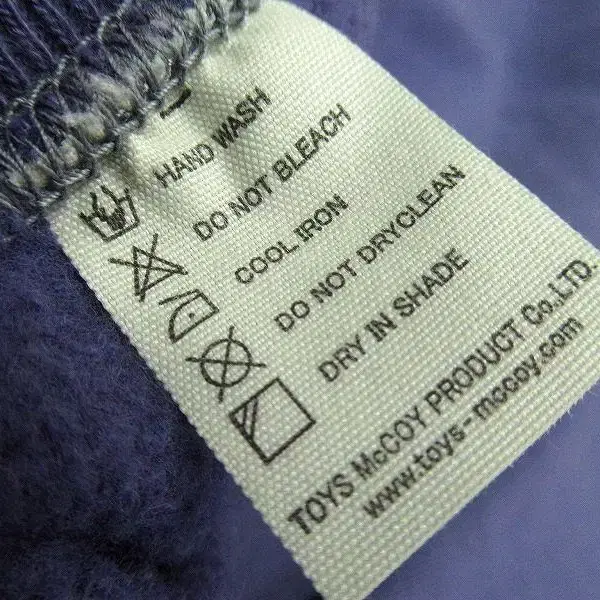 HAND WASH
DO NOT BLEACH
COOL IRON
DO NOT DRYCLEAN
DRY IN SHADE
TOYS McCOY PRODUCT Co.,LTD.
www.toys-mccoy.com